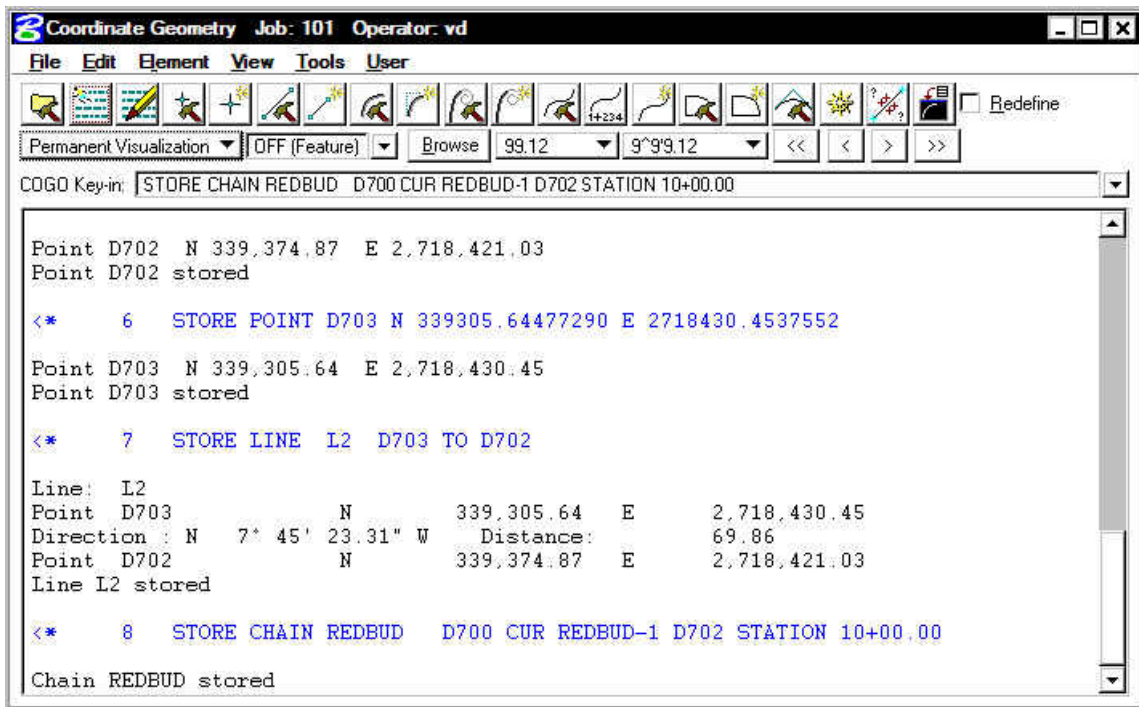 Coordinate Geometry Job: 101 Operator: vd
File Edit Element View Tools User
1+234
Redefine
Permanent Visualization OFF (Feature) Browse 99.12 9^9'9.12 << < > >>
COGO Key-in: STORE CHAIN REDBUD D700 CUR REDBUD-1 D702 STATION 10+00.00
Point D702 N 339,374.87 E 2,718,421.03
Point D702 stored
<* 6 STORE POINT D703 N 339305.64477290 E 2718430.4537552
Point D703 N 339,305.64 E 2,718,430.45
Point D703 stored
<* 7 STORE LINE L2 D703 TO D702
Line: L2
Point D703 N 339,305.64 E 2,718,430.45
Direction : N 7° 45' 23.31" W Distance: 69.86
Point D702 N 339,374.87 E 2,718,421.03
Line L2 stored
<* 8 STORE CHAIN REDBUD D700 CUR REDBUD-1 D702 STATION 10+00.00
Chain REDBUD stored